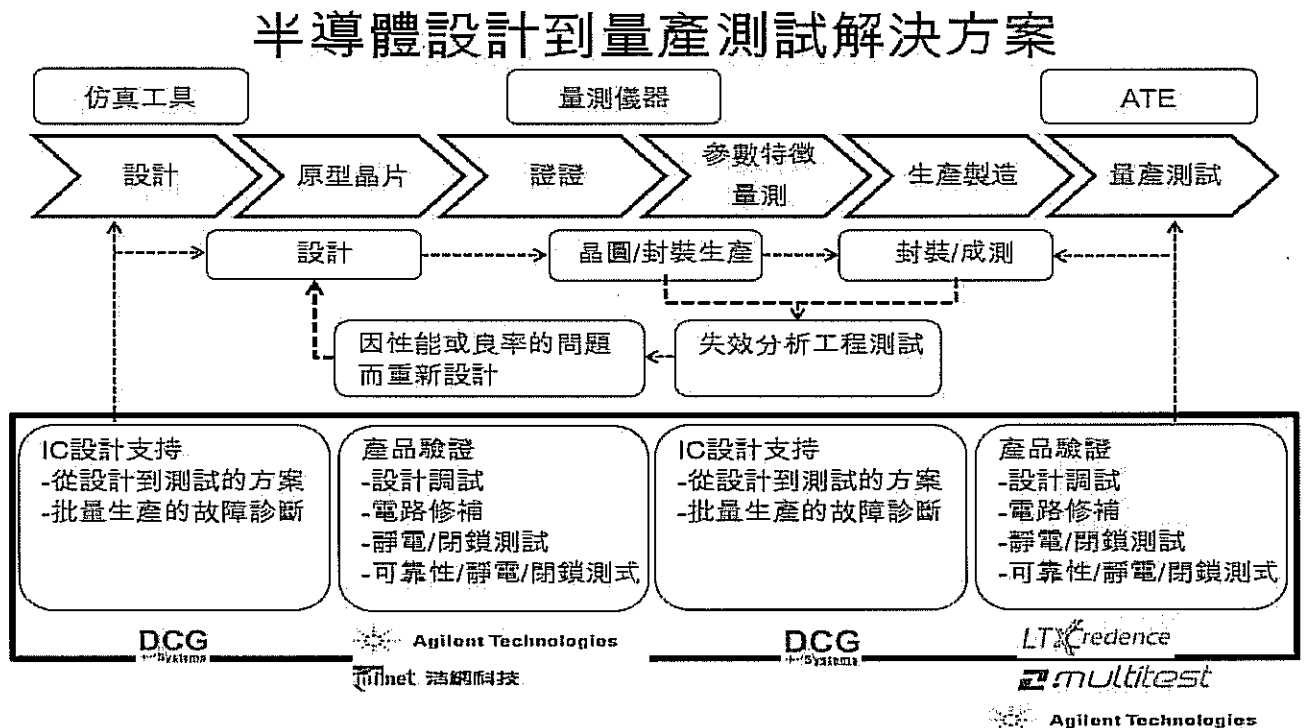 半導體設計到量產測試解決方案
仿真工具
量測儀器
ATE
設計
原型晶片
證證
參數特徵
量測
生產製造
量產測試
設計
晶圓/封裝生產
封裝/成測
因性能或良率的問題
而重新設計
失效分析工程測試
IC設計支持
-從設計到測試的方案
-批量生產的故障診斷
產品驗證
-設計調試
-電路修補
-靜電/閉鎖測試
-可靠性/靜電/閉鎖測式
IC設計支持
-從設計到測試的方案
-批量生產的故障診斷
產品驗證
-設計調試
-電路修補
-靜電/閉鎖測試
-可靠性/靜電/閉鎖測式
DCG
Systems
Agilent Technologies
科技
DCG
Systems
LTXCredence
multitest
Agilent Technologies